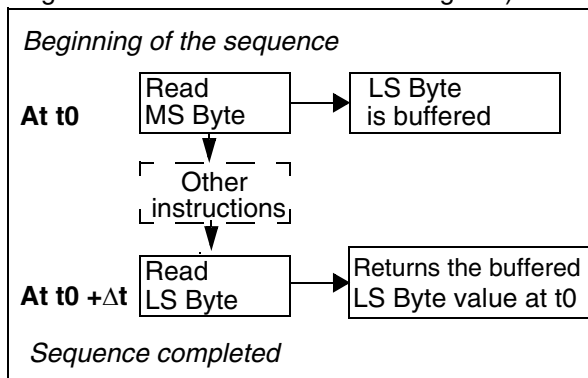 Beginning of the sequence
At t0
Read
MS Byte
LS Byte
is buffered
Other
instructions
At t0 +Δt
Read
LS Byte
Returns the buffered
LS Byte value at t0
Sequence completed